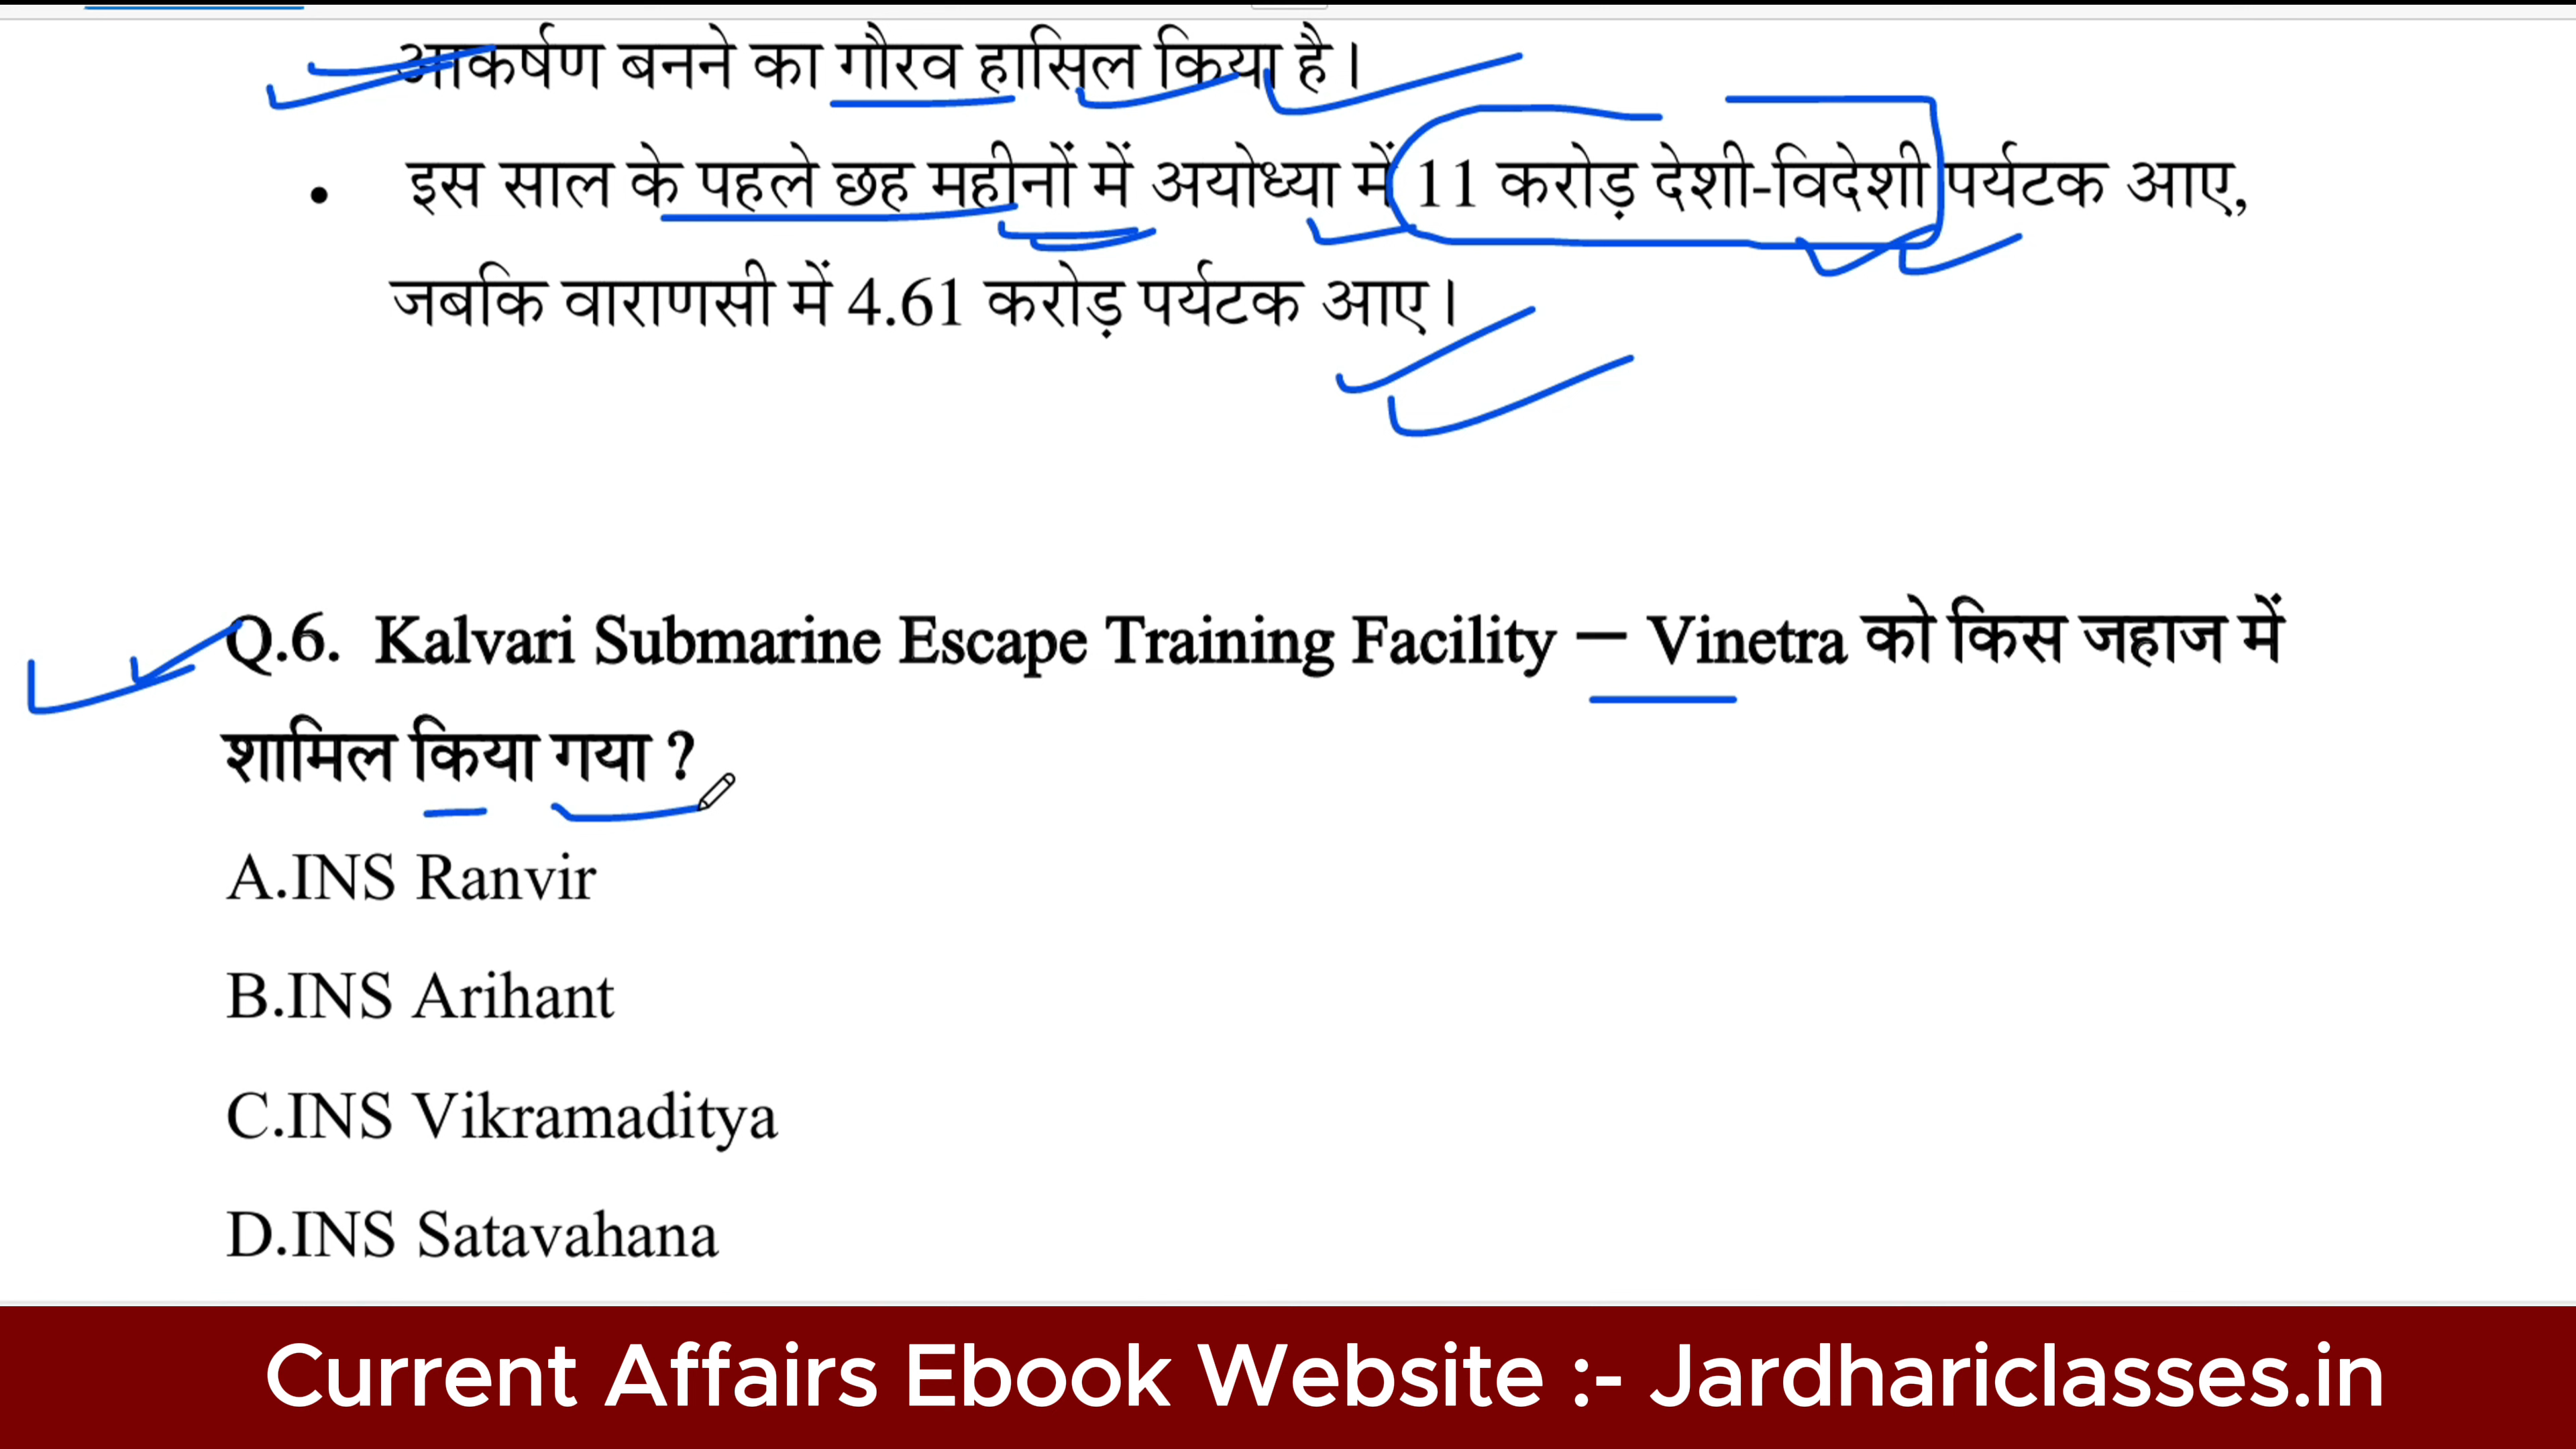 आकर्षण बनने का गौरव हासिल किया है।
• इस साल के पहले छह महीनों में अयोध्या में 11 करोड़ देशी-विदेशी पर्यटक आए,
जबकि वाराणसी में 4.61 करोड़ पर्यटक आए।
Q.6. Kalvari Submarine Escape Training Facility – Vinetra को किस जहाज में
शामिल किया गया ?
A.INS Ranvir
B.INS Arihant
C.INS Vikramaditya
D.INS Satavahana
Current Affairs Ebook Website :- Jardhariclasses.in